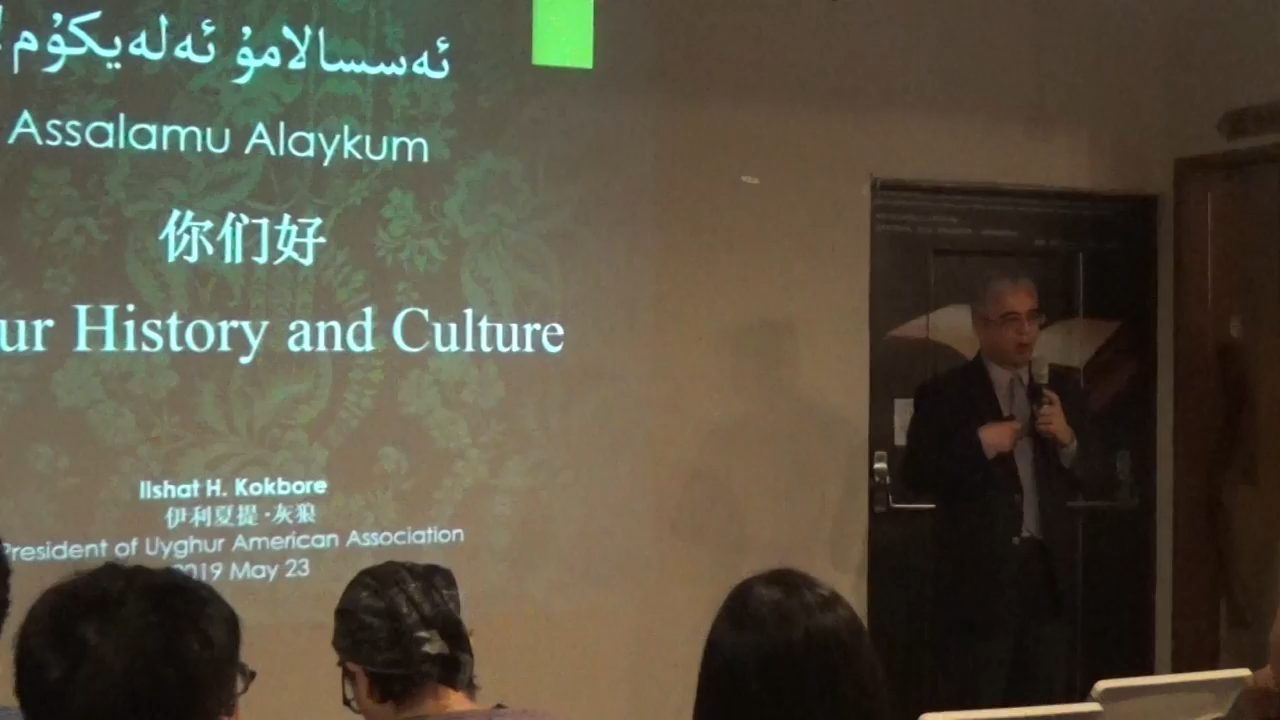 ئەسسالامۇ ئەلەيكۇم!
Assalamu Alaykum
你们好
ur History and Culture
Ilshat H. Kokbore
伊利夏提·灰狼
President of Uyghur American Association
2019 May 23